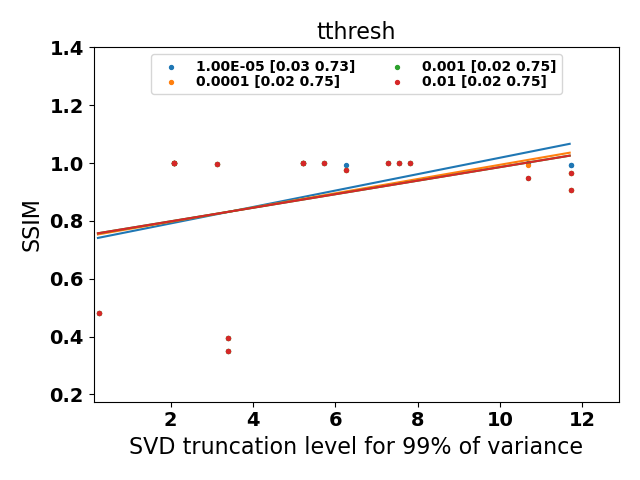 tthresh
1.00E-05 [0.03 0.73]
0.0001 [0.02 0.75]
0.001 [0.02 0.75]
0.01 [0.02 0.75]
SSIM
1.4
1.2
1.0
0.8
0.6
0.4
0.2
2 4 6 8 10 12
SVD truncation level for 99% of variance